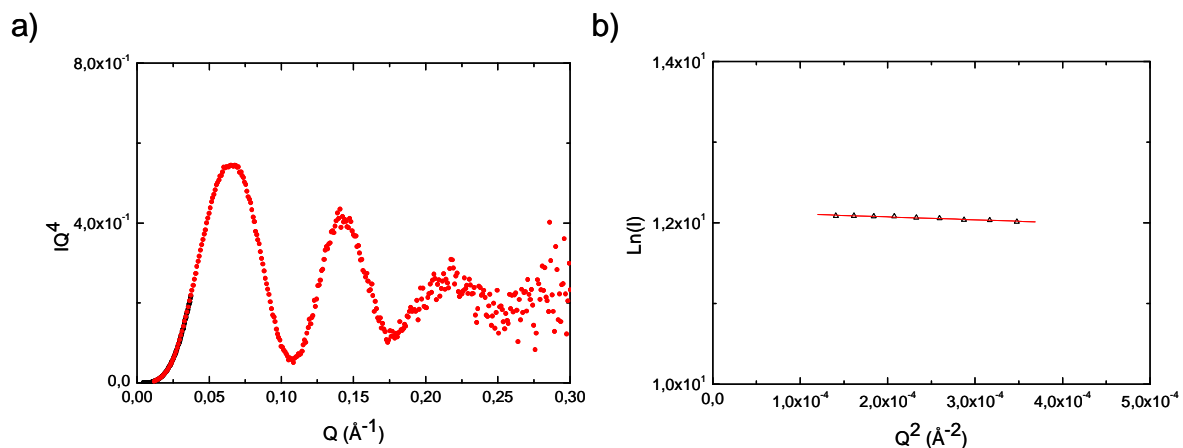 a)
8,0x10⁻¹
4,0x10⁻¹
0,0
IQ⁴
0,00 0,05 0,10 0,15 0,20 0,25 0,30
Q (Å⁻¹)
b)
1,4x10¹
1,2x10¹
1,0x10¹
Ln(I)
0,0 1,0x10⁻⁴ 2,0x10⁻⁴ 3,0x10⁻⁴ 4,0x10⁻⁴ 5,0x10⁻⁴
Q² (Å⁻²)